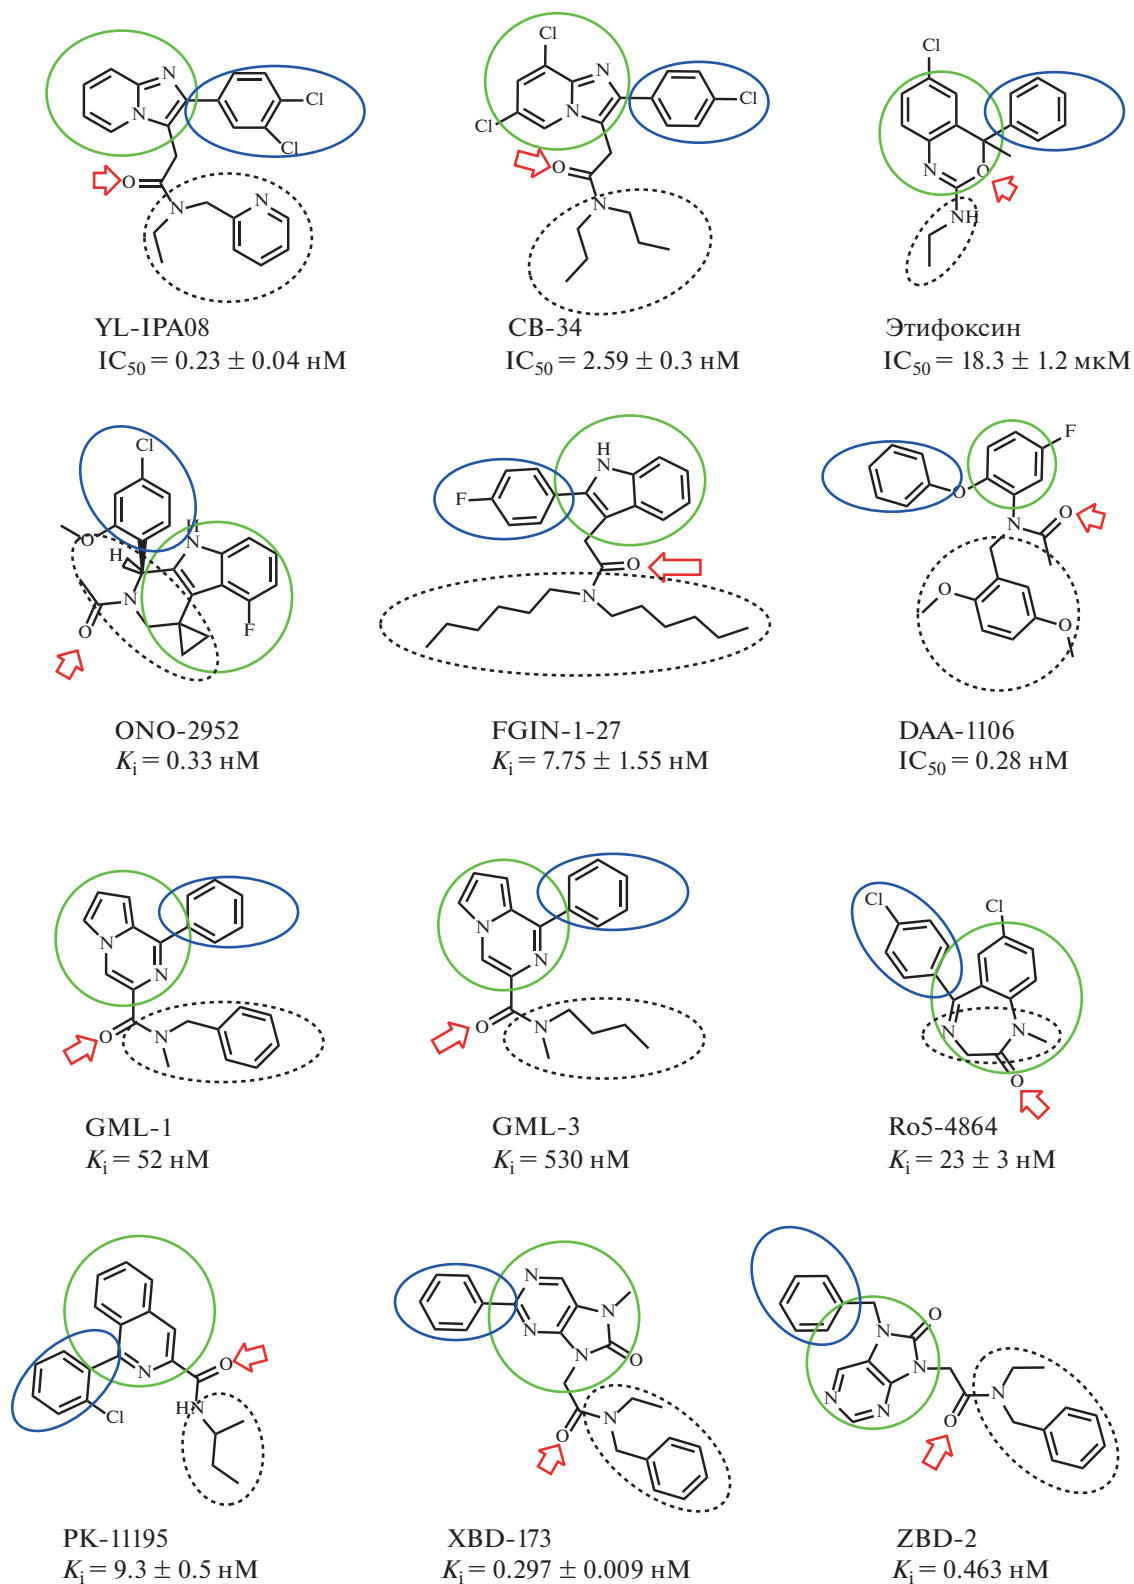 Cl
N
N
Cl
Cl
O
N
N
YL-IPA08
IC50 = 0.23 ± 0.04 нМ
Cl
N
N
Cl
Cl
O
N
CB-34
IC50 = 2.59 ± 0.3 нМ
Cl
N
O
NH
Этифоксин
IC50 = 18.3 ± 1.2 мкМ
Cl
O
H
H
N
N
O
F
ONO-2952
Ki = 0.33 нМ
H
N
F
O
N
FGIN-1-27
Ki = 7.75 ± 1.55 нМ
F
O
N
O
O
O
DAA-1106
IC50 = 0.28 нМ
N
N
O
N
GML-1
Ki = 52 нМ
N
N
O
N
GML-3
Ki = 530 нМ
Cl
Cl
N
N
O
Ro5-4864
Ki = 23 ± 3 нМ
N
O
Cl
HN
PK-11195
Ki = 9.3 ± 0.5 нМ
N
N
N
N
O
O
N
XBD-173
Ki = 0.297 ± 0.009 нМ
O
N
N
N
N
O
N
ZBD-2
Ki = 0.463 нМ